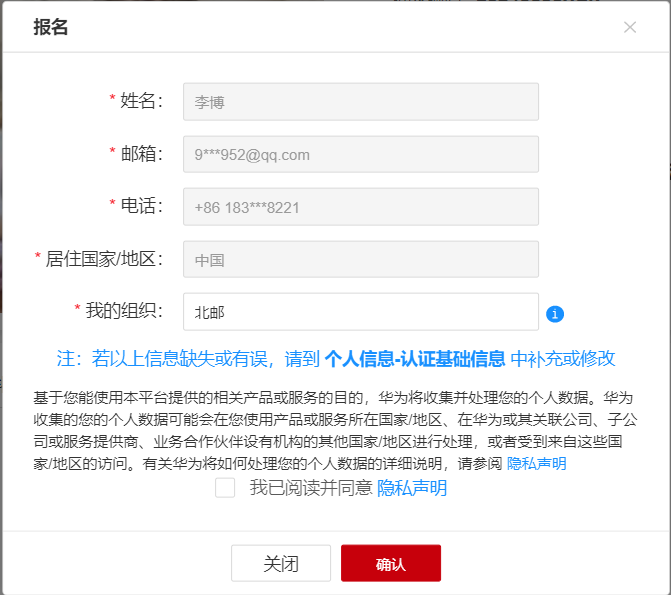 报名
* 姓名：
李博
* 邮箱：
9***952@qq.com
* 电话：
+86 183***8221
* 居住国家/地区：
中国
* 我的组织：
北邮
i
注：若以上信息缺失或有误，请到 个人信息-认证基础信息 中补充或修改
基于您能使用本平台提供的相关产品或服务的目的，华为将收集并处理您的个人数据。华为
收集的您的个人数据可能会在您使用产品或服务所在国家/地区、在华为或其关联公司、子公
司或服务提供商、业务合作伙伴设有机构的其他国家/地区进行处理，或者受到来自这些国
家/地区的访问。有关华为将如何处理您的个人数据的详细说明，请参阅 隐私声明
我已阅读并同意 隐私声明
关闭
确认